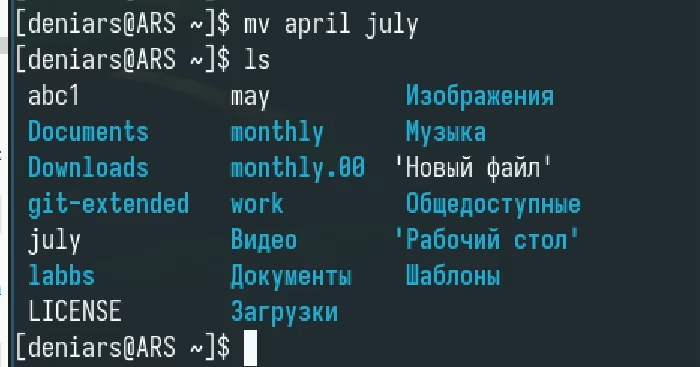 [deniars@ARS ~]$ mv april july
[deniars@ARS ~]$ ls
abc1 may Изображения
Documents monthly Музыка
Downloads monthly.00 'Новый файл'
git-extended work Общедоступные
july Видео 'Рабочий стол'
labbs Документы Шаблоны
LICENSE Загрузки
[deniars@ARS ~]$